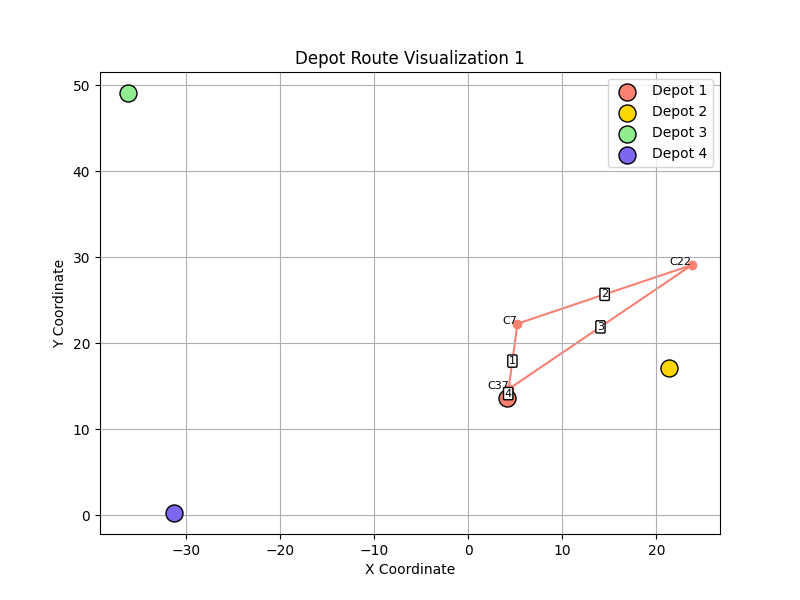 Depot Route Visualization 1
Depot 1
Depot 2
Depot 3
Depot 4
Y Coordinate
50
40
30
20
10
0
C22
2
3
C7
1
C37
4
−30
−20
−10
0
10
20
X Coordinate